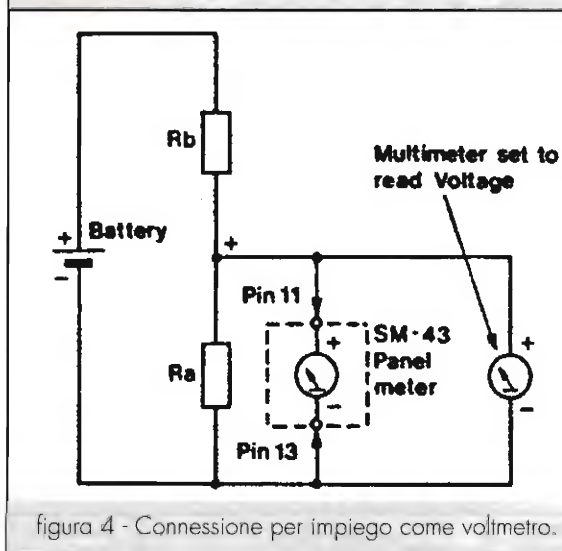 Rb
Multimeter set to
read Voltage
+ Battery
-
+
Pin 11
+
SM-43
Panel
meter
+
Ra
-
-
Pin 13
figura 4 - Connessione per impiego come voltmetro.